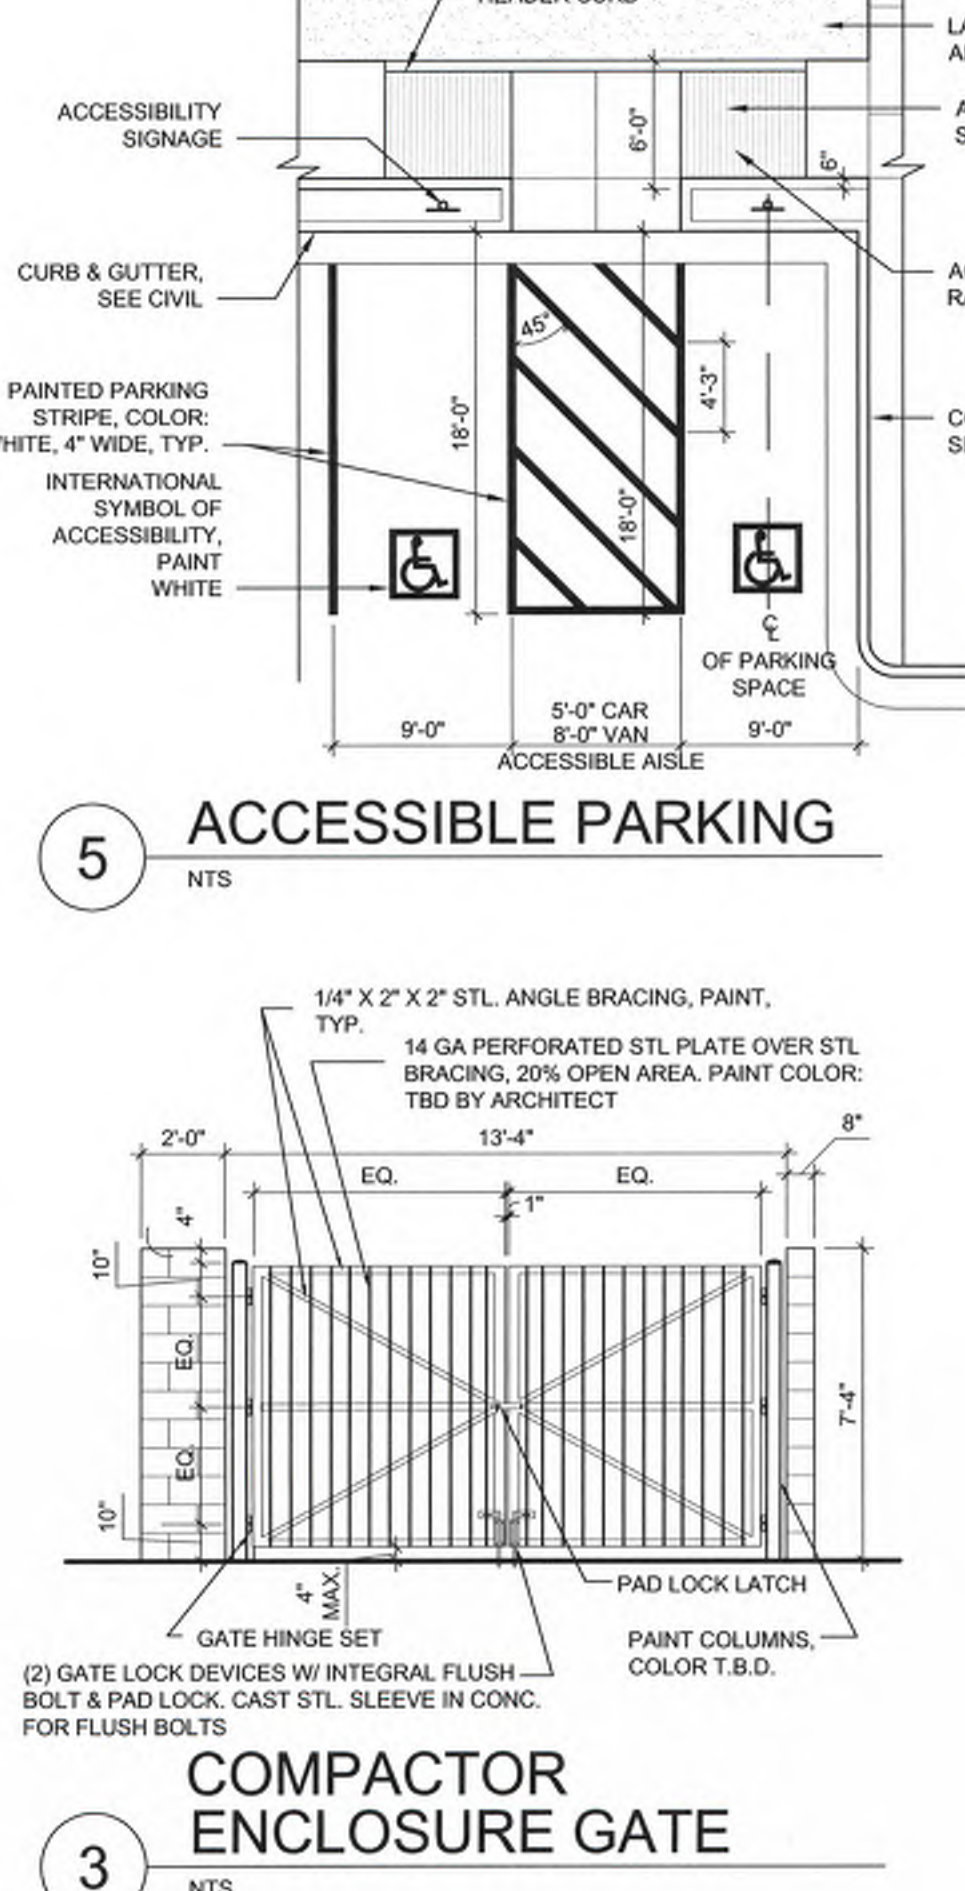 ACCESSIBILITY
SIGNAGE
6'-0"
6"
CURB & GUTTER,
SEE CIVIL
45°
4'-3"
18'-0"
18'-0"
PAINTED PARKING
STRIPE, COLOR:
WHITE, 4" WIDE, TYP.
INTERNATIONAL
SYMBOL OF
ACCESSIBILITY,
PAINT
WHITE
OF PARKING
SPACE
9'-0"
5'-0" CAR
8'-0" VAN
9'-0"
ACCESSIBLE AISLE
5
ACCESSIBLE PARKING
NTS
1/4" X 2" X 2" STL. ANGLE BRACING, PAINT,
TYP.
14 GA PERFORATED STL PLATE OVER STL
BRACING, 20% OPEN AREA. PAINT COLOR:
TBD BY ARCHITECT
2'-0"
13'-4"
8"
EQ.
EQ.
1"
4"
10"
EQ.
7'-4"
EQ.
10"
4"
MAX.
PAD LOCK LATCH
GATE HINGE SET
PAINT COLUMNS,
COLOR T.B.D.
(2) GATE LOCK DEVICES W/ INTEGRAL FLUSH
BOLT & PAD LOCK. CAST STL. SLEEVE IN CONC.
FOR FLUSH BOLTS
3
COMPACTOR
ENCLOSURE GATE
NTS